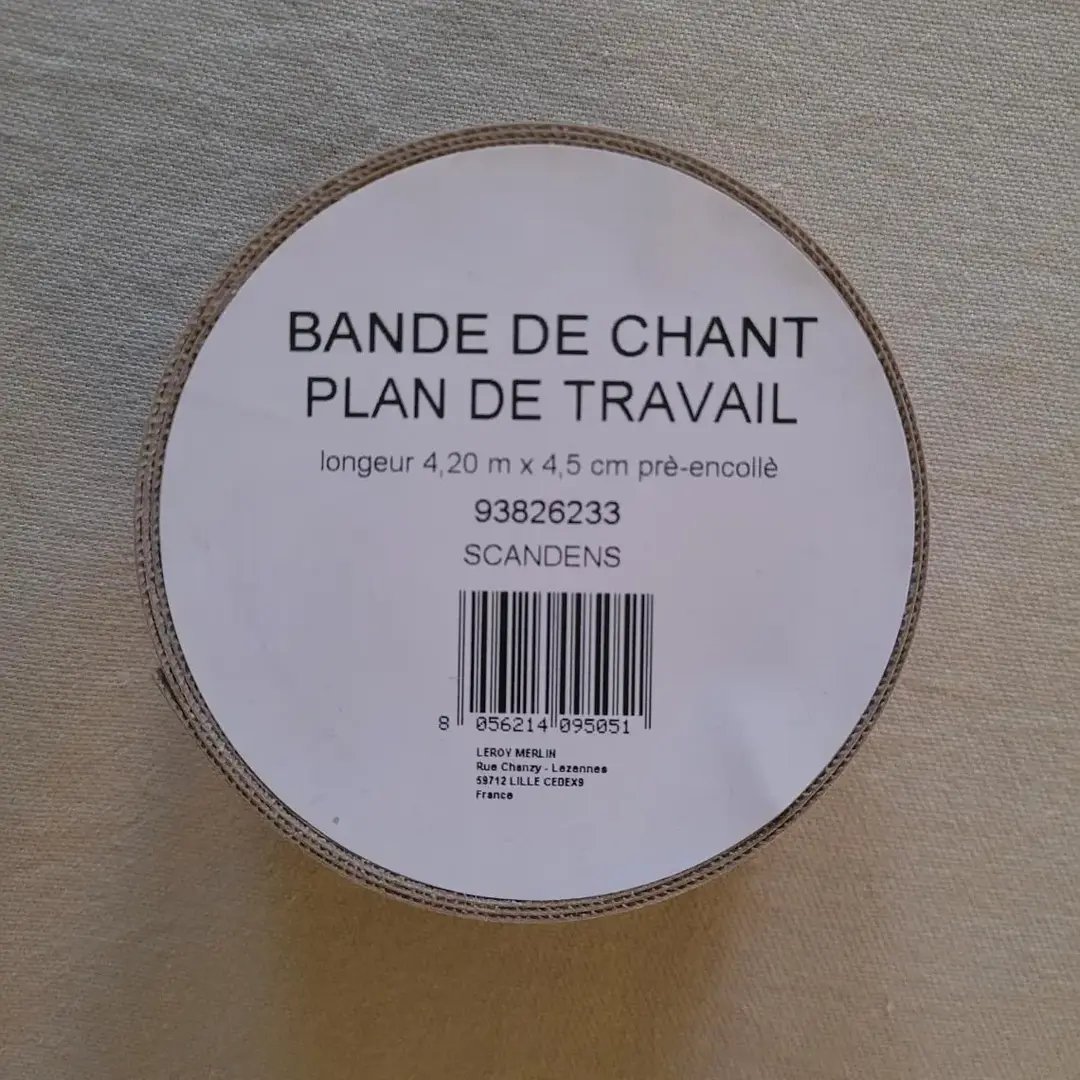 BANDE DE CHANT
PLAN DE TRAVAIL
longeur 4,20 m x 4,5 cm prè-encollè
93826233
SCANDENS
8 056214 095051
LEROY MERLIN
Rue Chanzy - Lezennes
59712 LILLE CEDEX9
France